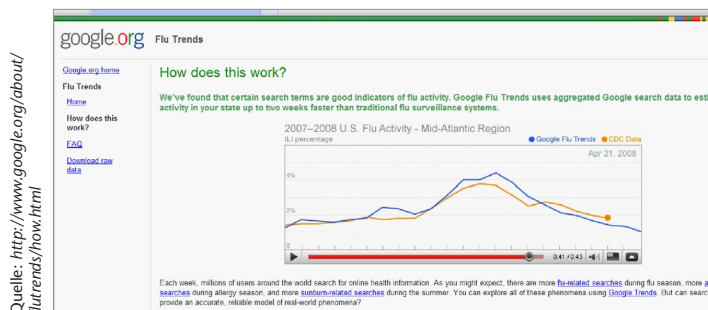 Quelle: http://www.google.org/about/
flutrends/how.html
google.org Flu Trends
Google.org home
Flu Trends
Home
How does this
work?
FAQ
Download raw
data
How does this work?
We've found that certain search terms are good indicators of flu activity. Google Flu Trends uses aggregated Google search data to esti
activity in your state up to two weeks faster than traditional flu surveillance systems.
2007–2008 U.S. Flu Activity - Mid-Atlantic Region
ILI percentage
Google Flu Trends CDC Data
Apr 21, 2008
4%
2%
0
0:41 / 0:43
Each week, millions of users around the world search for online health information. As you might expect, there are more flu-related searches during flu season, more a
searches during allergy season, and more sunburn-related searches during the summer. You can explore all of these phenomena using Google Trends. But can searc
provide an accurate, reliable model of real-world phenomena?